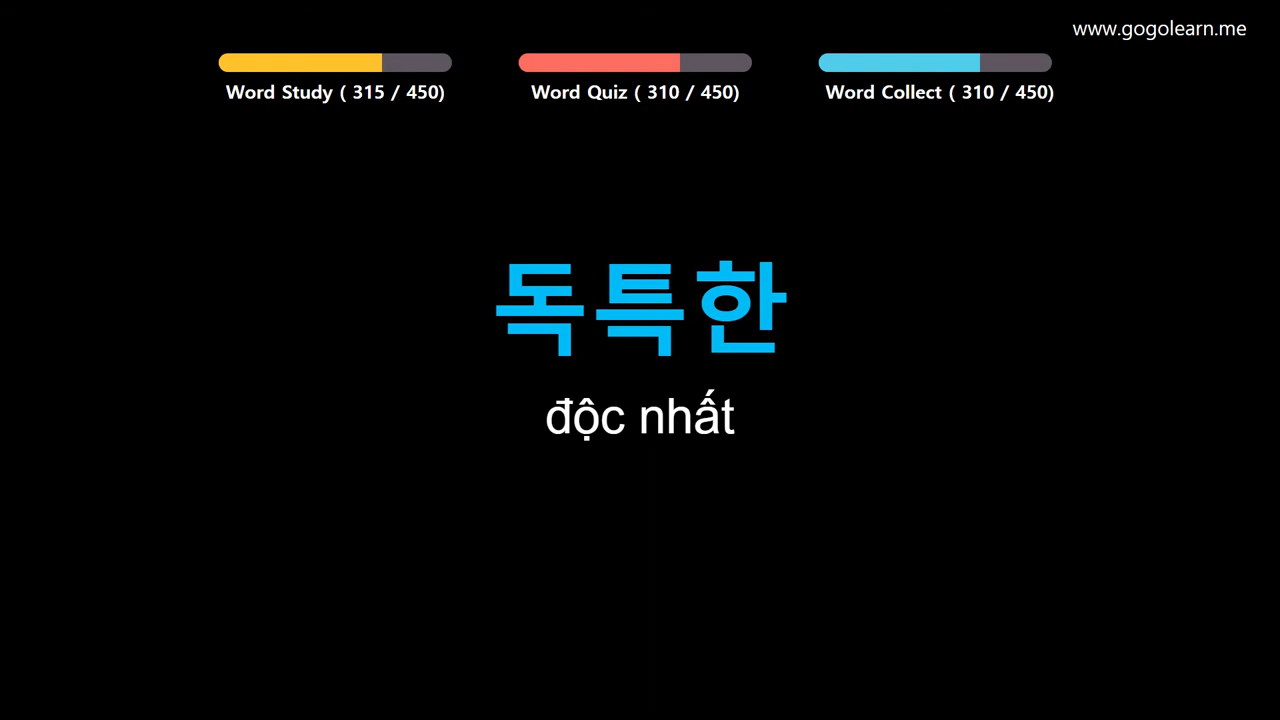 www.gogolearn.me
Word Study ( 315 / 450)
Word Quiz ( 310 / 450)
Word Collect ( 310 / 450)
독특한
độc nhất